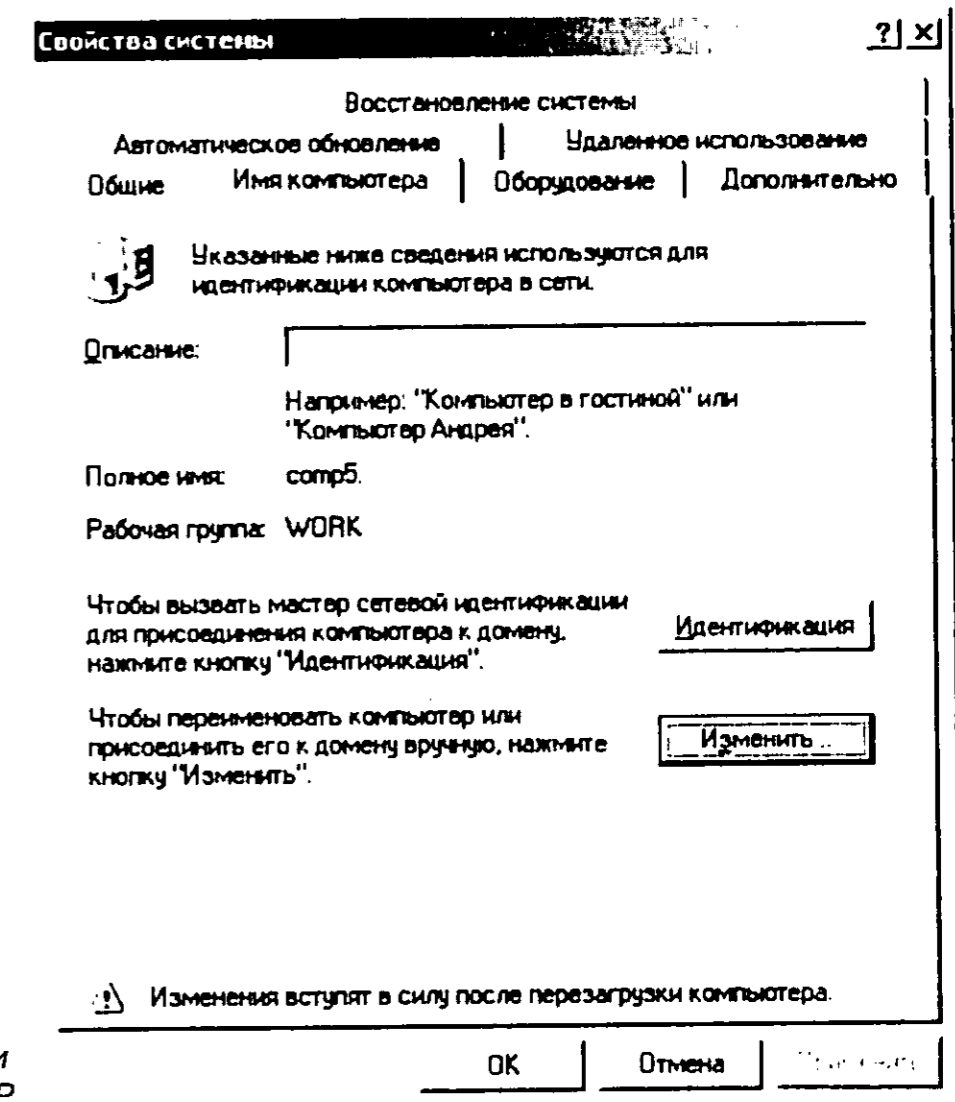 Свойства системы
? ×
Восстановление системы
Автоматическое обновление | Удаленное использование
Общие Имя компьютера | Оборудование | Дополнительно
Указанные ниже сведения используются для
идентификации компьютера в сети.
Описание:
Например: "Компьютер в гостиной" или
"Компьютер Андрея".
Полное имя: comp5.
Рабочая группа: WORK
Чтобы вызвать мастер сетевой идентификации
для присоединения компьютера к домену,
нажмите кнопку "Идентификация".
Идентификация
Чтобы переименовать компьютер или
присоединить его к домену вручную, нажмите
кнопку "Изменить".
Изменить ..
Изменения вступят в силу после перезагрузки компьютера.
ОК Отмена